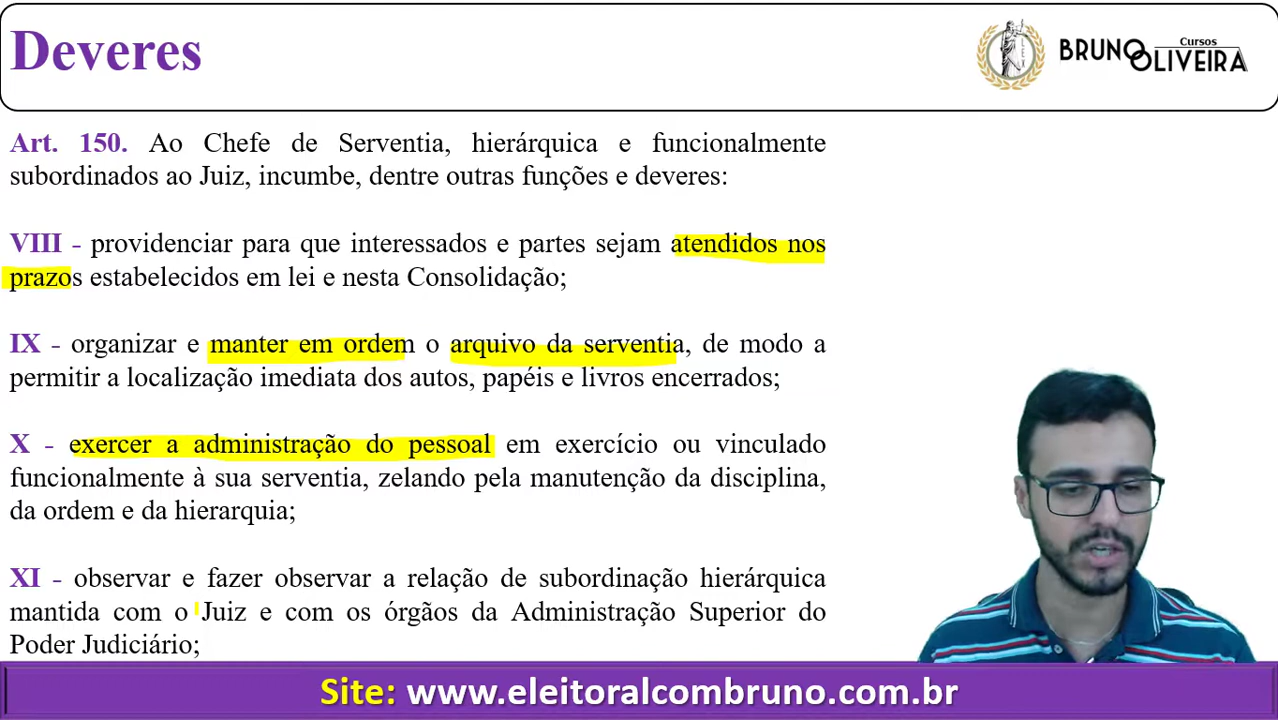 Deveres
Cursos
BRUNO
OLIVEIRA
Art. 150. Ao Chefe de Serventia, hierárquica e funcionalmente
subordinados ao Juiz, incumbe, dentre outras funções e deveres:
VIII - providenciar para que interessados e partes sejam atendidos nos
prazos estabelecidos em lei e nesta Consolidação;
IX - organizar e manter em ordem o arquivo da serventia, de modo a
permitir a localização imediata dos autos, papéis e livros encerrados;
X - exercer a administração do pessoal em exercício ou vinculado
funcionalmente à sua serventia, zelando pela manutenção da disciplina,
da ordem e da hierarquia;
XI - observar e fazer observar a relação de subordinação hierárquica
mantida com o Juiz e com os órgãos da Administração Superior do
Poder Judiciário;
Site: www.eleitoralcombruno.com.br